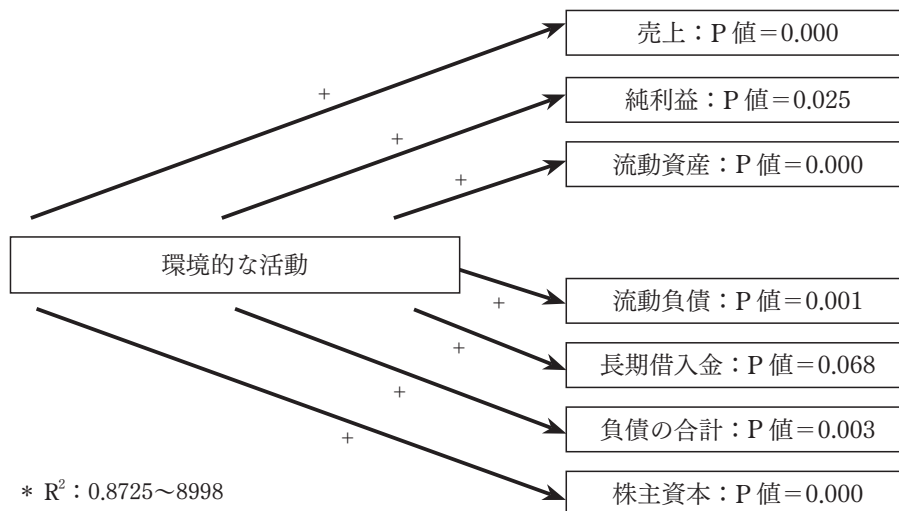 売上：P 値＝0.000
+
純利益：P 値＝0.025
+
流動資産：P 値＝0.000
+
環境的な活動
流動負債：P 値＝0.001
+
長期借入金：P 値＝0.068
+
負債の合計：P 値＝0.003
+
株主資本：P 値＝0.000
+
* R²：0.8725～8998